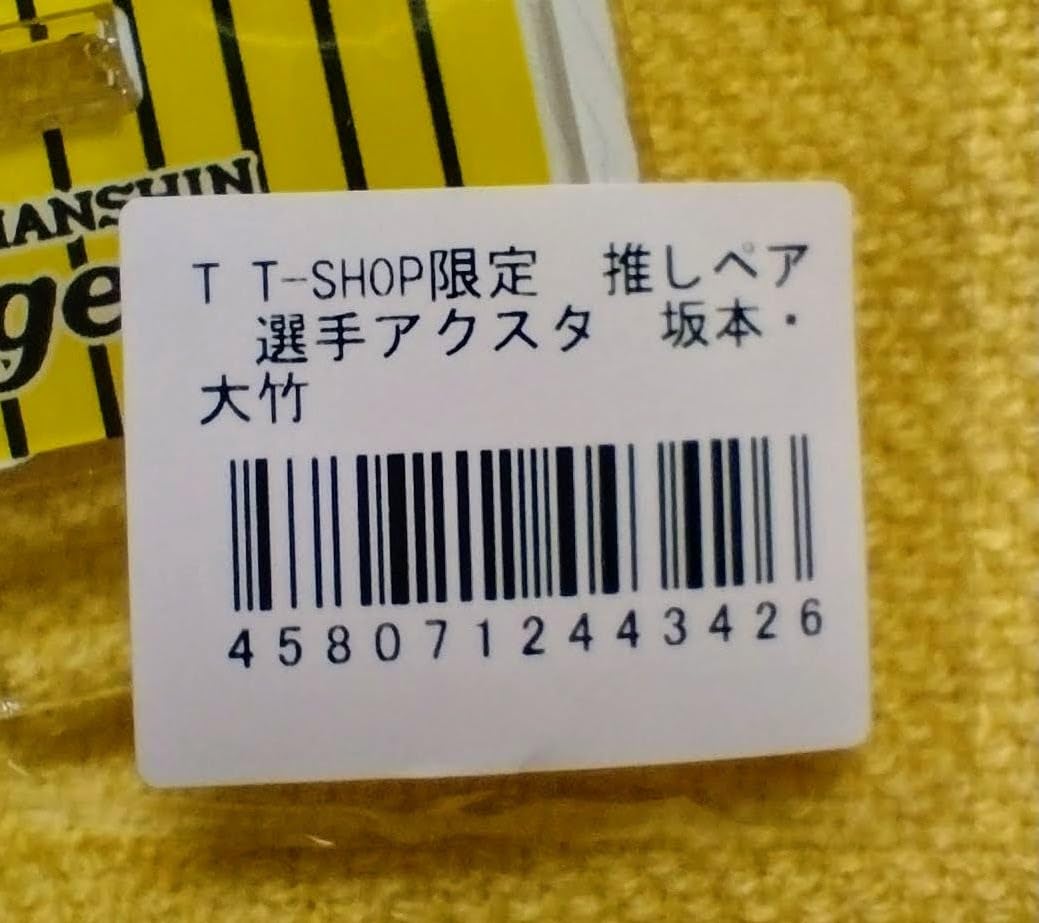 HANSHIN
ge
T T-SHOP限定　推しペア
選手アクスタ　坂本・
大竹
4580712443426